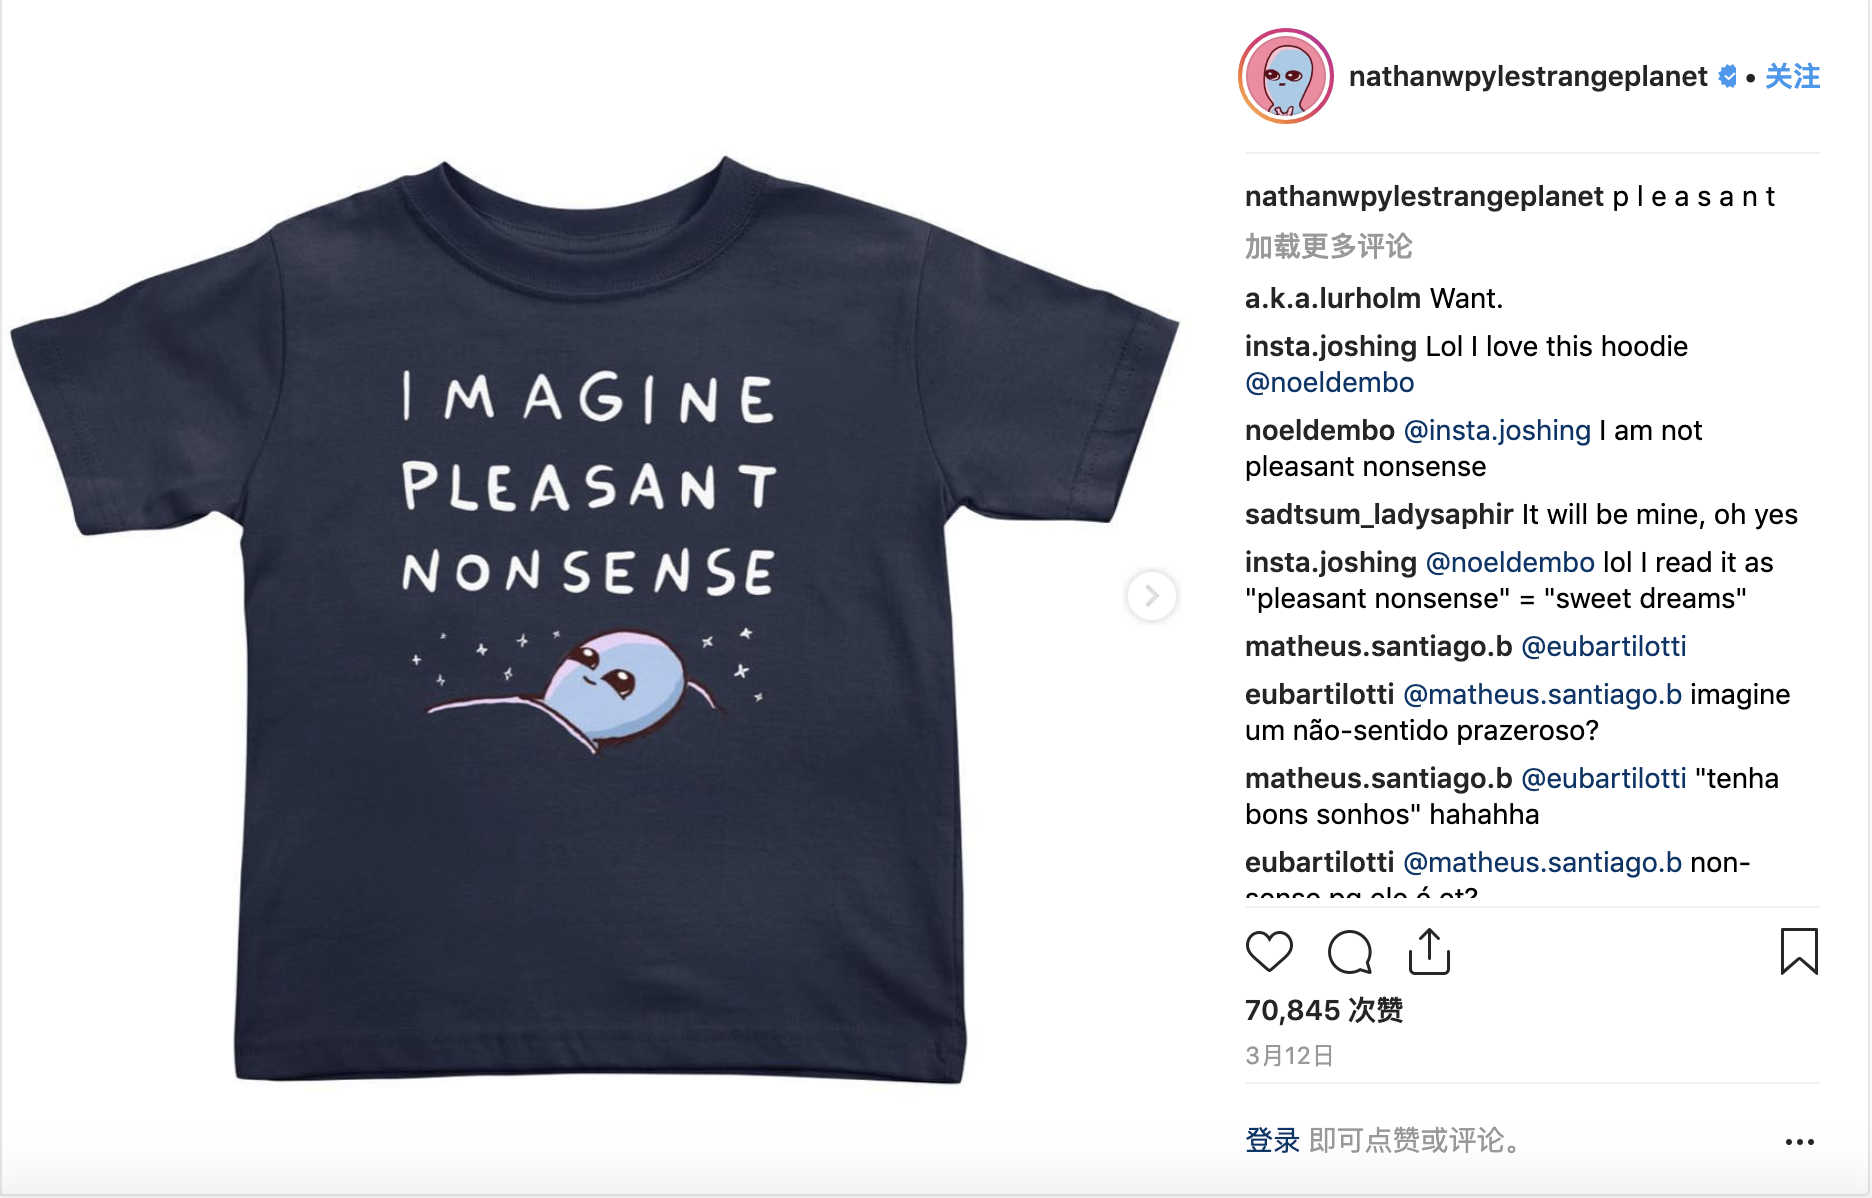 IMAGINE
PLEASANT
NONSENSE
nathanwpylestrangeplanet • 关注
nathanwpylestrangeplanet p l e a s a n t
加载更多评论
a.k.a.lurholm Want.
insta.joshing Lol I love this hoodie
@noeldembo
noeldembo @insta.joshing I am not
pleasant nonsense
sadtsum_ladysaphir It will be mine, oh yes
insta.joshing @noeldembo lol I read it as
"pleasant nonsense" = "sweet dreams"
matheus.santiago.b @eubartilotti
eubartilotti @matheus.santiago.b imagine
um não-sentido prazeroso?
matheus.santiago.b @eubartilotti "tenha
bons sonhos" hahahha
eubartilotti @matheus.santiago.b non-
sense pq ele é et?
70,845 次赞
3月12日
登录 即可点赞或评论。